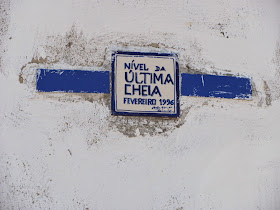 NÍVEL DA
ÚLTIMA
CHEIA
FEVEREIRO 1996